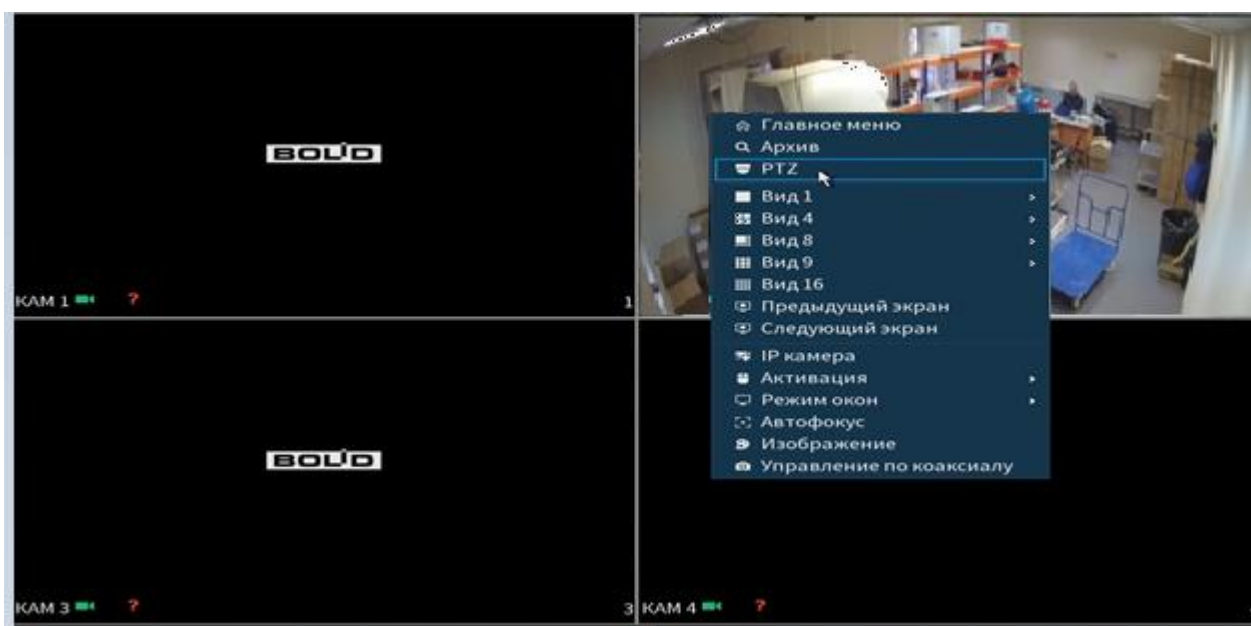 BOLID
КАМ 1 ?
1
Главное меню
Архив
PTZ
Вид 1
Вид 4
Вид 8
Вид 9
Вид 16
Предыдущий экран
Следующий экран
IP камера
Активация
Режим окон
Автофокус
Изображение
Управление по коаксиалу
BOLID
КАМ 3 ?
3
КАМ 4 ?